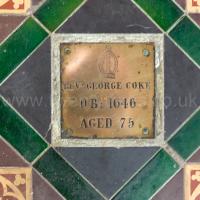 REV. GEORGE COKE
OB: 1646
AGED 75